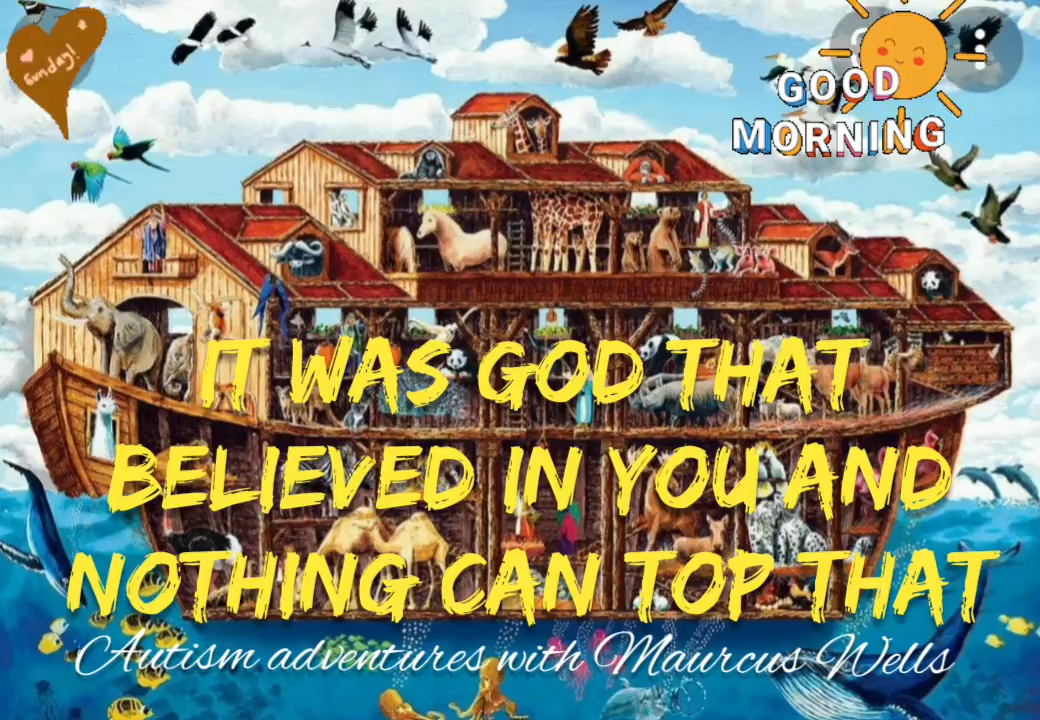 Sunday!
GOOD
MORNING
IT WAS GOD THAT
BELIEVED IN YOU AND
NOTHING CAN TOP THAT
Autism adventures with Maurcus Wells